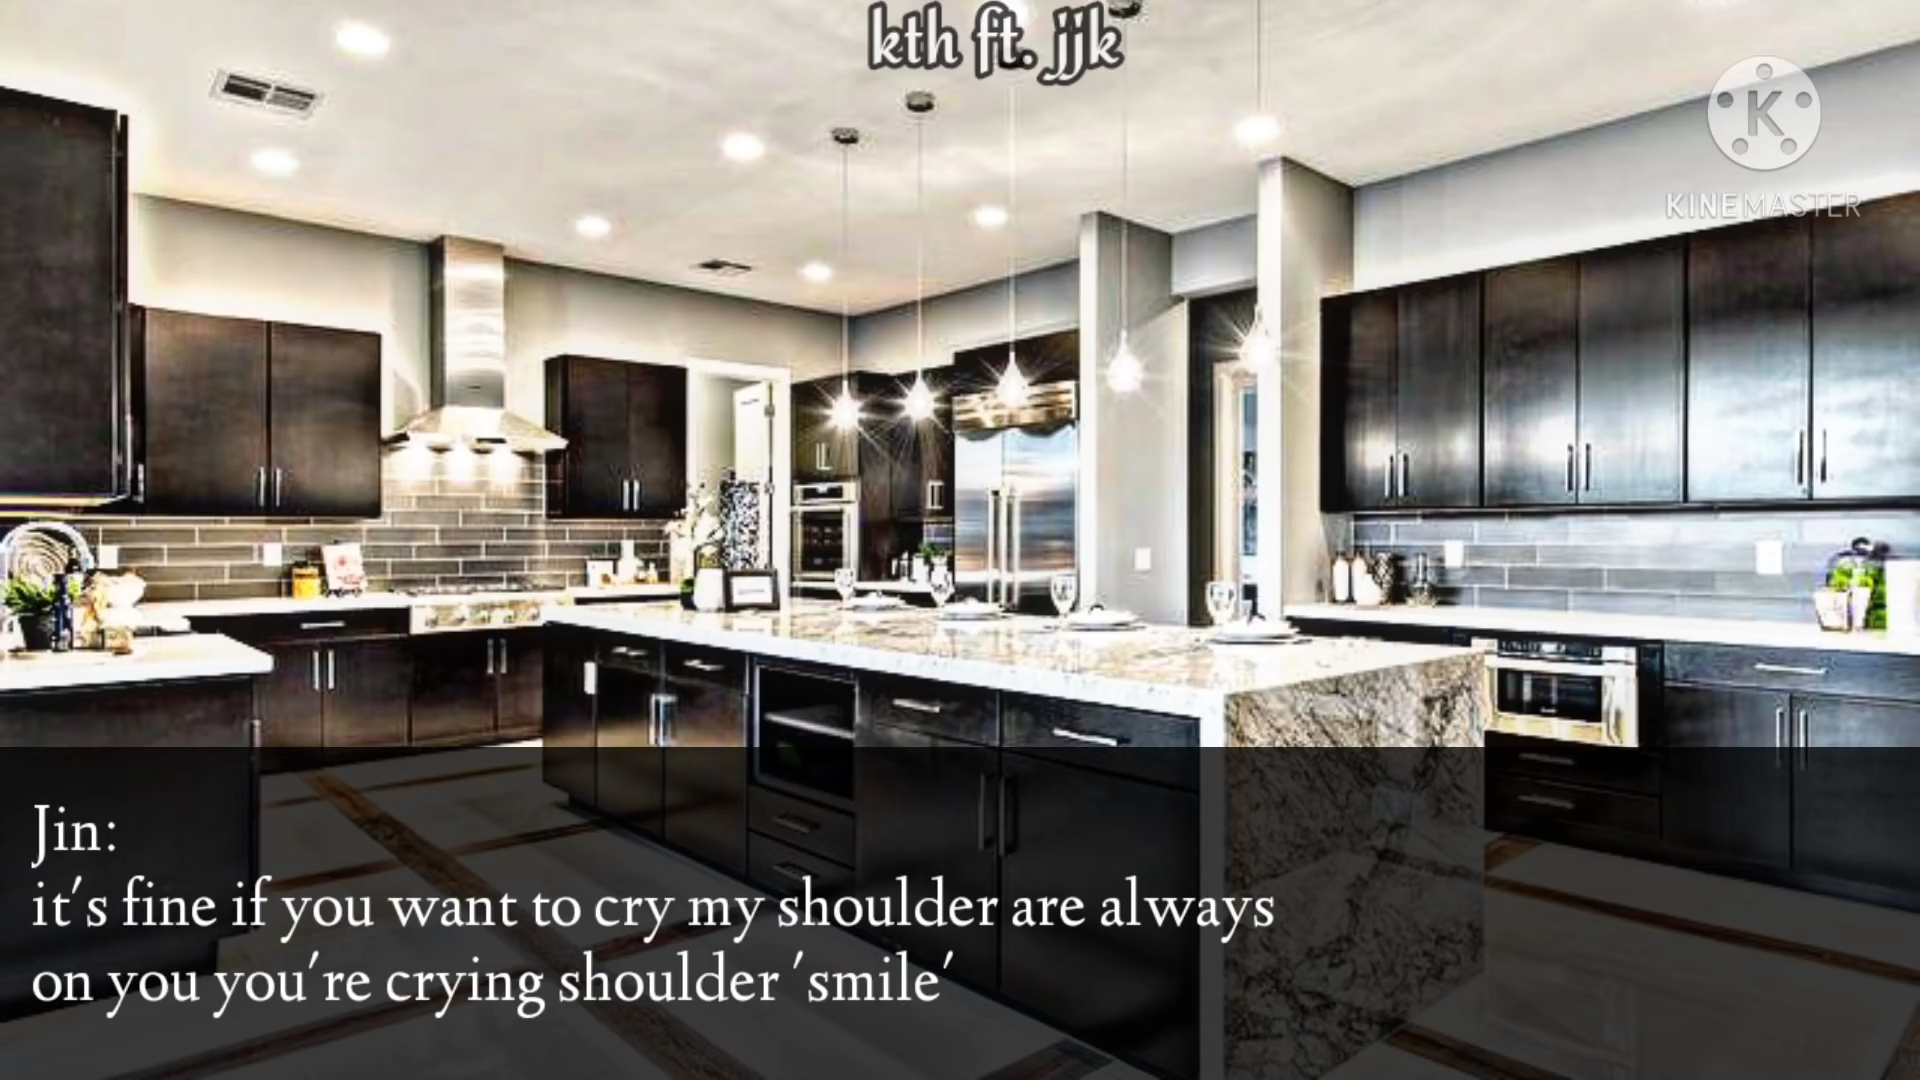 kth ft. jjk
K
KINEMASTER
Jin:
it's fine if you want to cry my shoulder are always
on you you're crying shoulder 'smile'